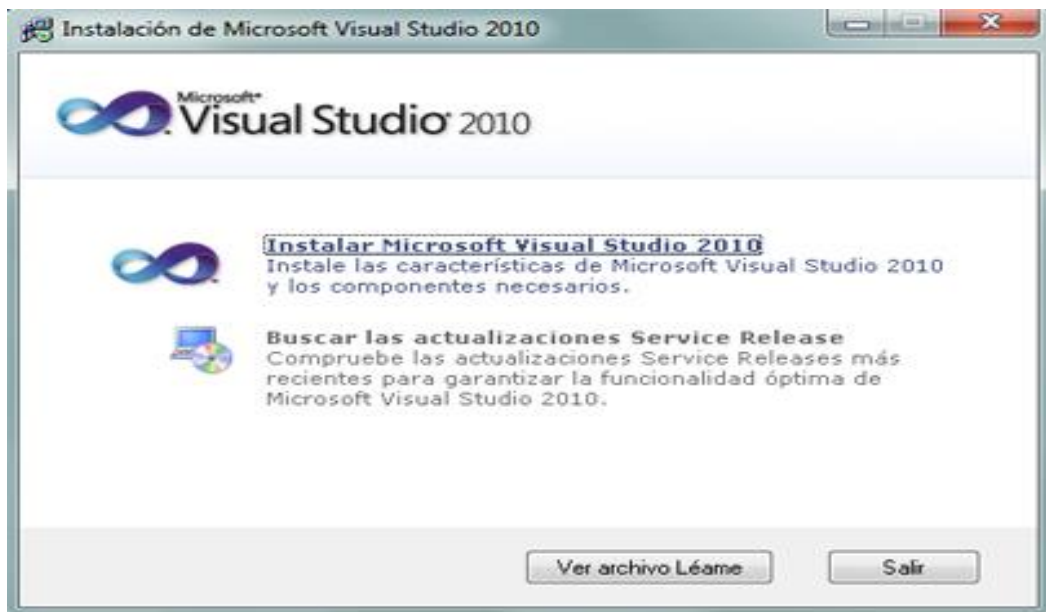 Instalación de Microsoft Visual Studio 2010
Microsoft®
Visual Studio® 2010
Instalar Microsoft Visual Studio 2010
Instale las características de Microsoft Visual Studio 2010
y los componentes necesarios.
Buscar las actualizaciones Service Release
Compruebe las actualizaciones Service Releases más
recientes para garantizar la funcionalidad óptima de
Microsoft Visual Studio 2010.
Ver archivo Léame
Salir